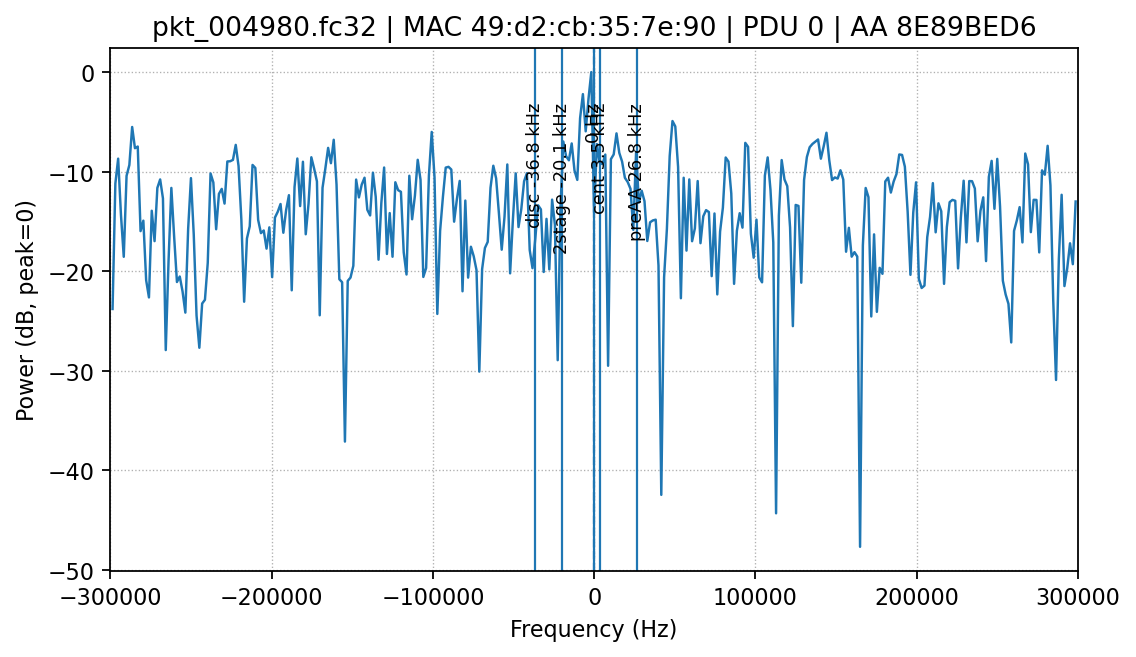 pkt_004980.fc32 | MAC 49:d2:cb:35:7e:90 | PDU 0 | AA 8E89BED6
Power (dB, peak=0)
0
−10
−20
−30
−40
−50
disc -36.8 kHz
2stage -20.1 kHz
0 Hz
cent 3.5 kHz
preAA 26.8 kHz
−300000
−200000
−100000
0
100000
200000
300000
Frequency (Hz)